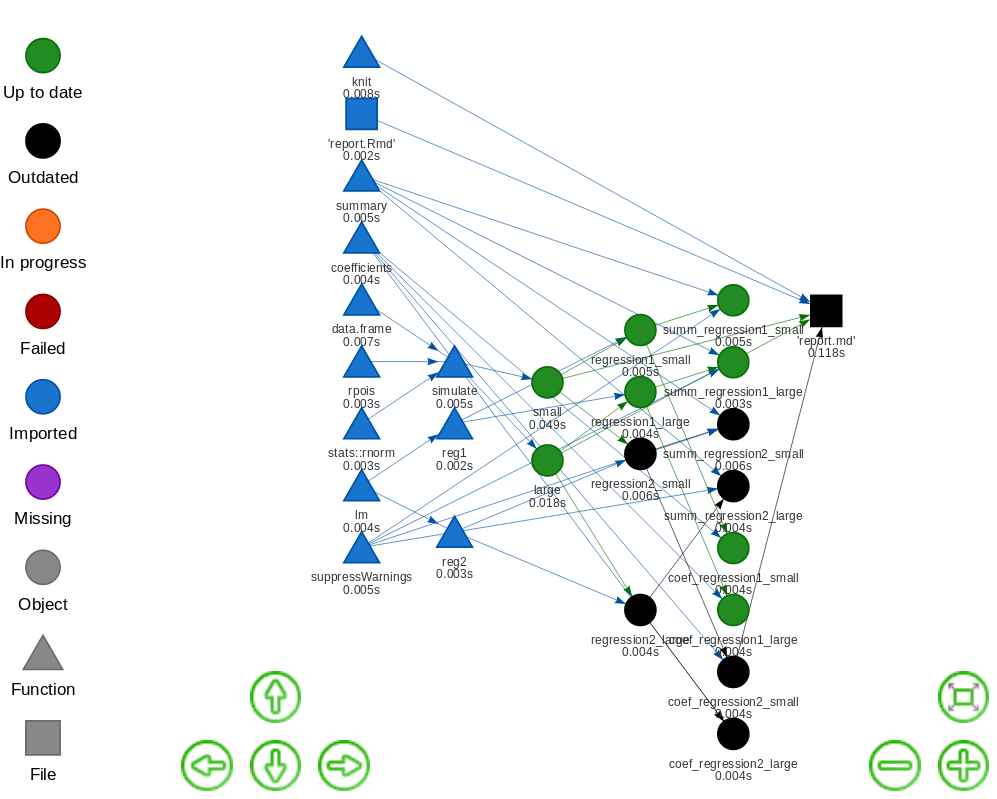 Up to date
Outdated
In progress
Failed
Imported
Missing
Object
Function
File
knit
0.008s
'report.Rmd'
0.002s
summary
0.005s
coefficients
0.004s
data.frame
0.007s
rpois
0.003s
stats::rnorm
0.003s
lm
0.004s
suppressWarnings
0.005s
simulate
0.005s
reg1
0.002s
reg2
0.003s
small
0.049s
large
0.018s
regression1_small
0.005s
regression1_large
0.004s
regression2_small
0.006s
regression2_large
0.004s
summ_regression1_small
0.005s
summ_regression1_large
0.003s
summ_regression2_small
0.006s
summ_regression2_large
0.004s
coef_regression1_small
0.004s
coef_regression1_large
0.004s
coef_regression2_small
0.004s
coef_regression2_large
0.004s
'report.md'
0.118s